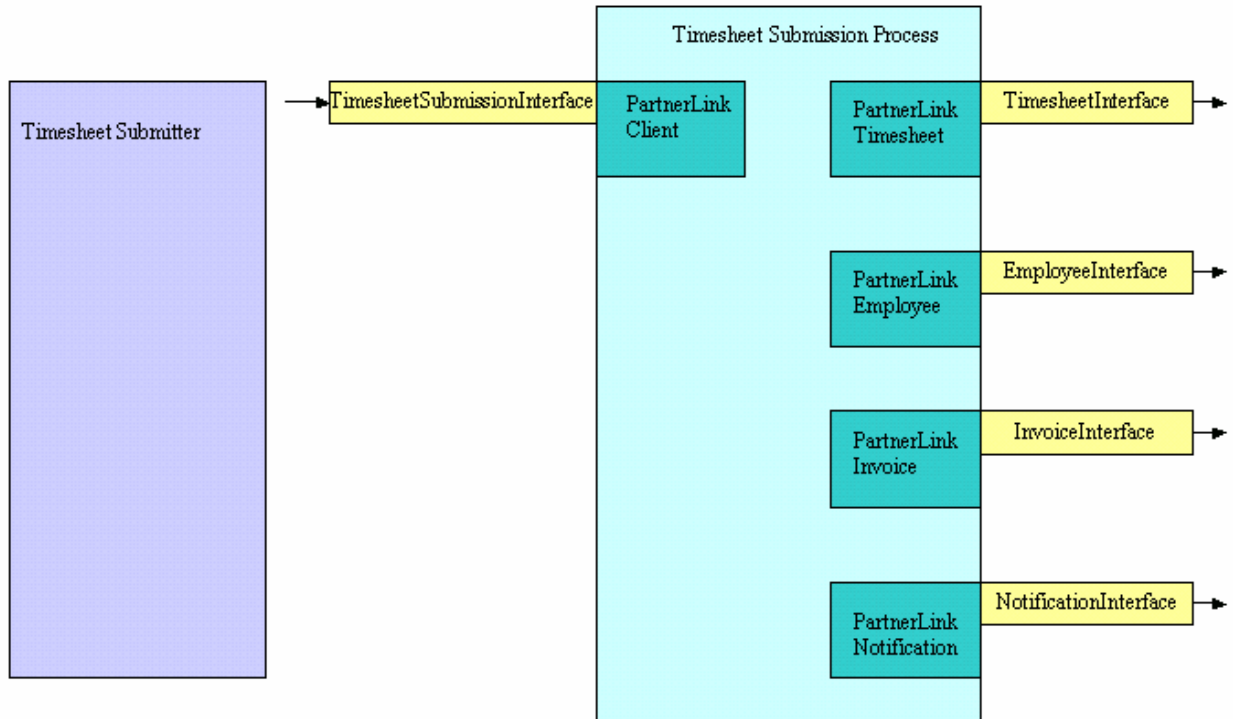 Timesheet Submission Process
Timesheet Submitter
TimesheetSubmissionInterface
PartnerLink
Client
PartnerLink
Timesheet
TimesheetInterface
PartnerLink
Employee
EmployeeInterface
PartnerLink
Invoice
InvoiceInterface
PartnerLink
Notification
NotificationInterface